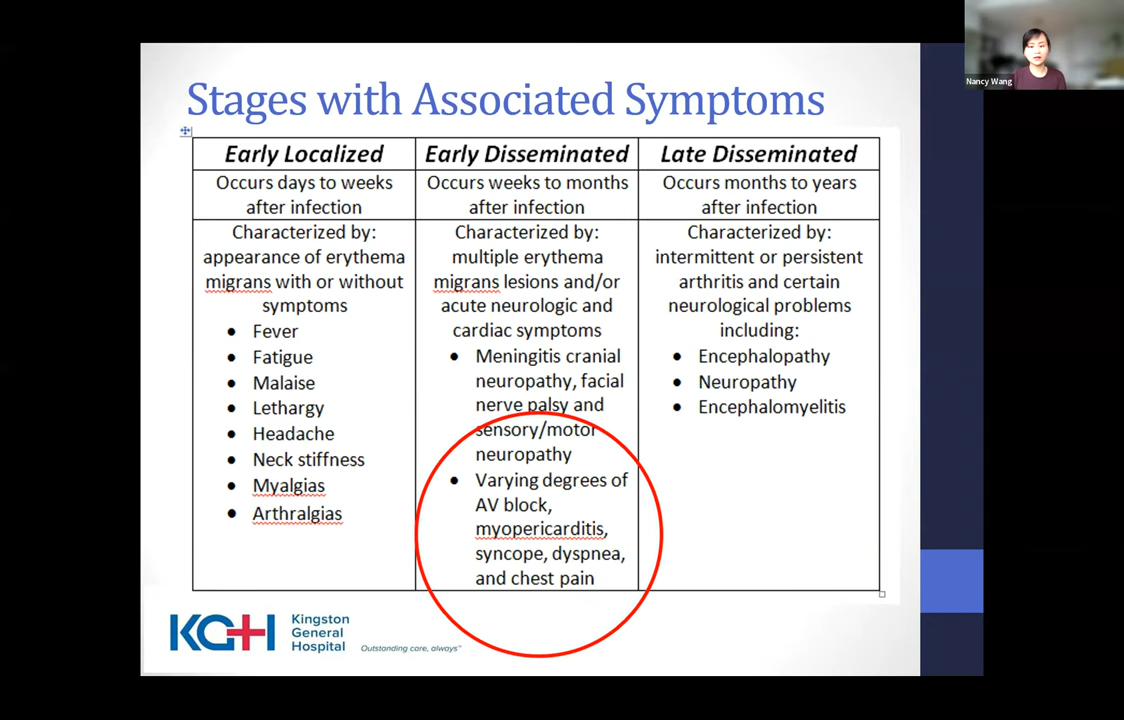 Nancy Wang
Stages with Associated Symptoms
Early Localized
Occurs days to weeks
after infection
Characterized by:
appearance of erythema
migrans with or without
symptoms
• Fever
• Fatigue
• Malaise
• Lethargy
• Headache
• Neck stiffness
• Myalgias
• Arthralgias
Early Disseminated
Occurs weeks to months
after infection
Characterized by:
multiple erythema
migrans lesions and/or
acute neurologic and
cardiac symptoms
• Meningitis cranial
neuropathy, facial
nerve palsy and
sensory/motor
neuropathy
• Varying degrees of
AV block,
myopericarditis,
syncope, dyspnea,
and chest pain
Late Disseminated
Occurs months to years
after infection
Characterized by:
intermittent or persistent
arthritis and certain
neurological problems
including:
• Encephalopathy
• Neuropathy
• Encephalomyelitis
KGH
Kingston
General
Hospital
Outstanding care, always™